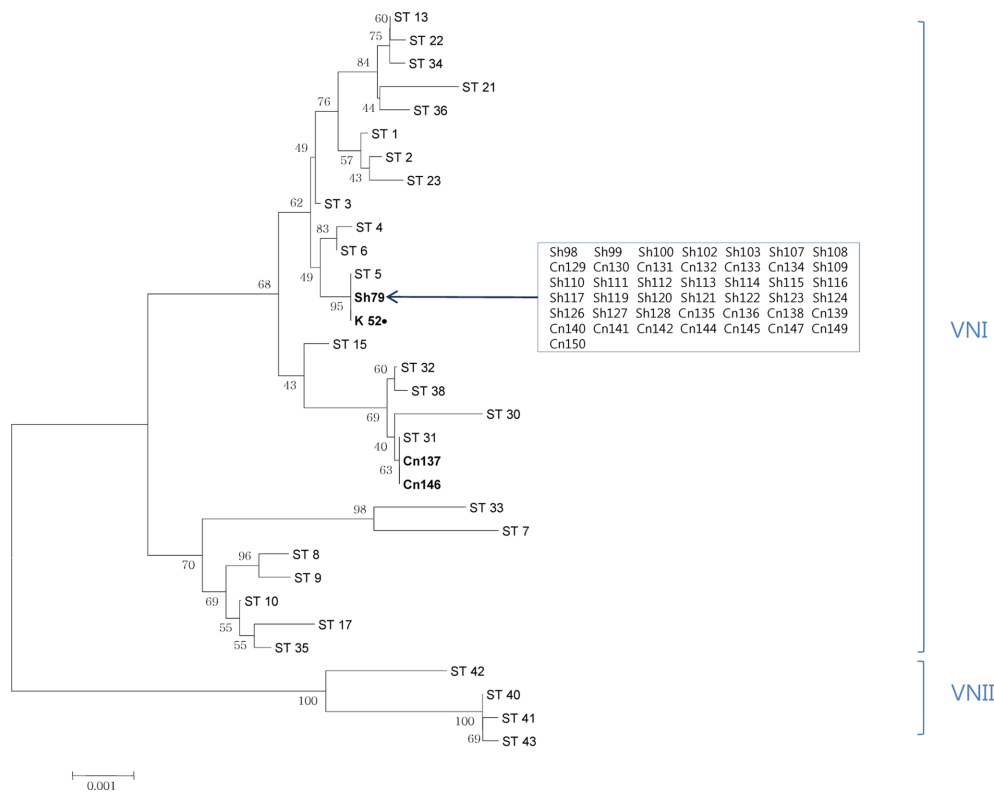 60 ST 13
75 ST 22
ST 34
84
ST 21
44 ST 36
76
ST 1
57 ST 2
43 ST 23
49
ST 3
62
83 ST 4
ST 6
49
ST 5
95 Sh79
K 52•
Sh98 Sh99 Sh100 Sh102 Sh103 Sh107 Sh108
Cn129 Cn130 Cn131 Cn132 Cn133 Cn134 Sh109
Sh110 Sh111 Sh112 Sh113 Sh114 Sh115 Sh116
Sh117 Sh119 Sh120 Sh121 Sh122 Sh123 Sh124
Sh126 Sh127 Sh128 Cn135 Cn136 Cn138 Cn139
Cn140 Cn141 Cn142 Cn144 Cn145 Cn147 Cn149
Cn150
VNI
68
ST 15
43
60 ST 32
ST 38
69
ST 30
40
ST 31
63 Cn137
Cn146
98 ST 33
ST 7
70
96 ST 8
ST 9
69
ST 10
55
ST 17
55 ST 35
ST 42
100
ST 40
100 ST 41
69 ST 43
VNII
0.001